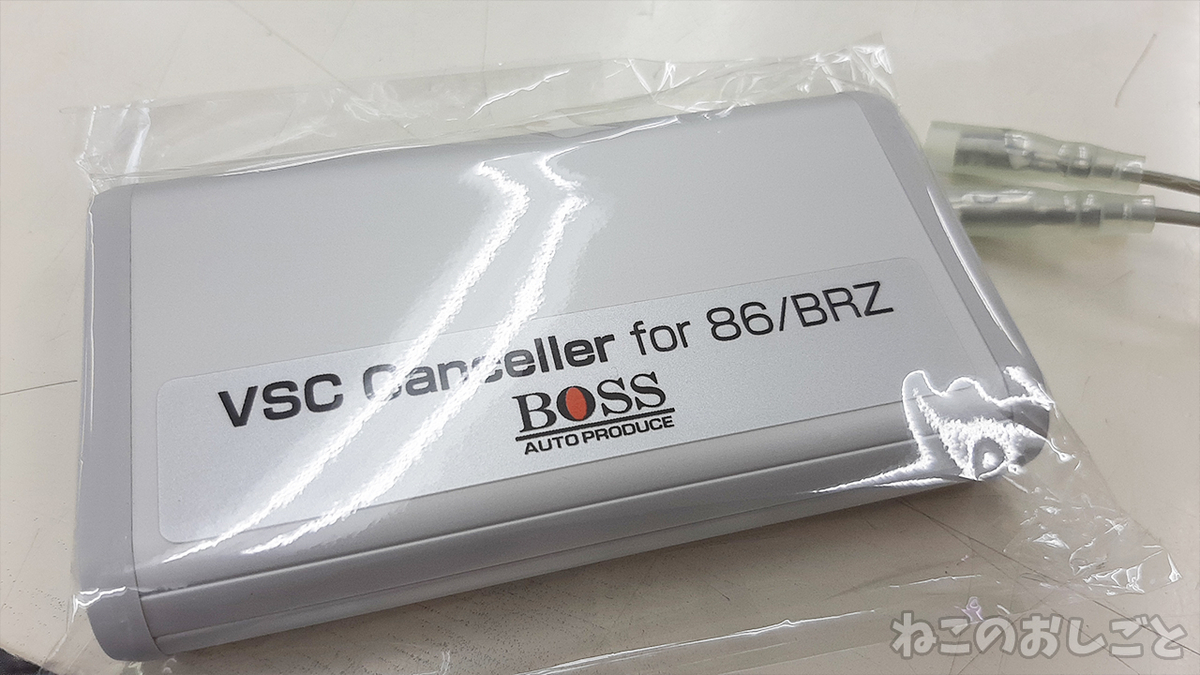 VSC Canceller for 86/BRZ
BOSS
AUTO PRODUCE
ねこのおしごと